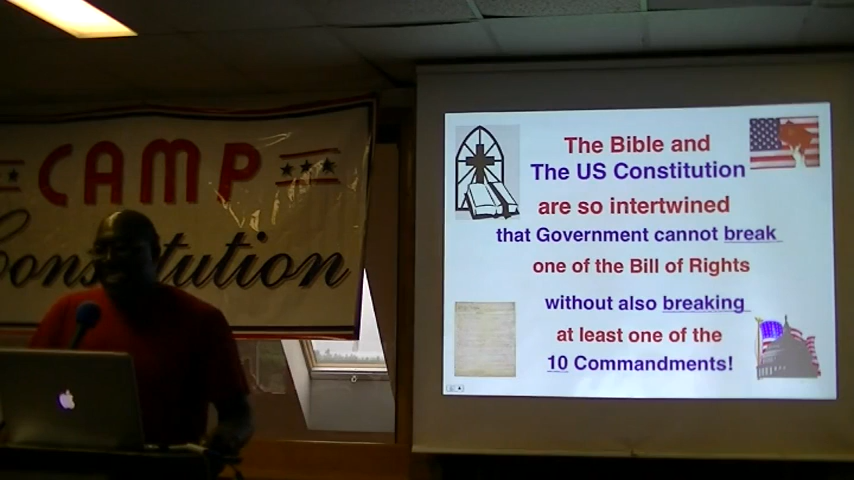 CAMP
Constitution
The Bible and
The US Constitution
are so intertwined
that Government cannot break
one of the Bill of Rights
without also breaking
at least one of the
10 Commandments!